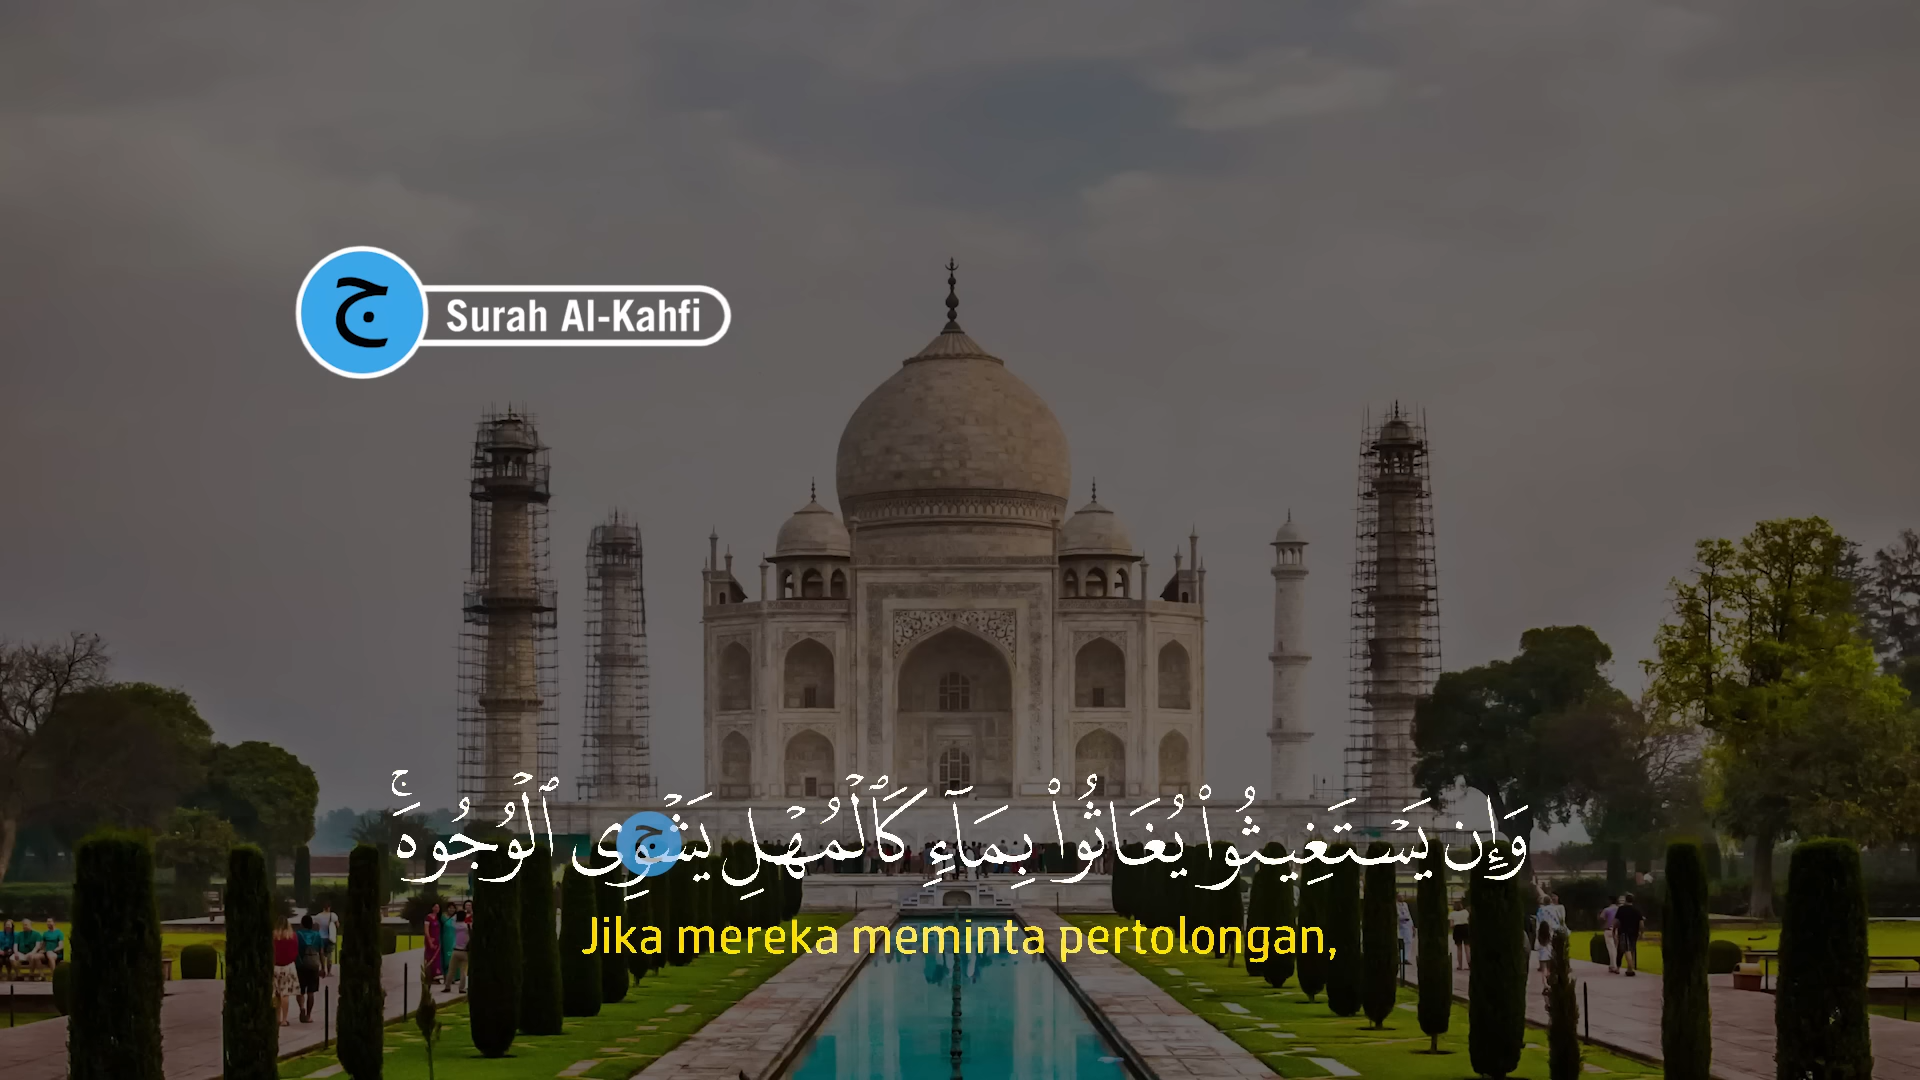 ج
Surah Al-Kahfi
وَإِن يَسْتَغِيثُوا۟ يُغَاثُوا۟ بِمَآءٍ كَٱلْمُهْلِ يَشْوِى ٱلْوُجُوهَ ۚ
ج
Jika mereka meminta pertolongan,